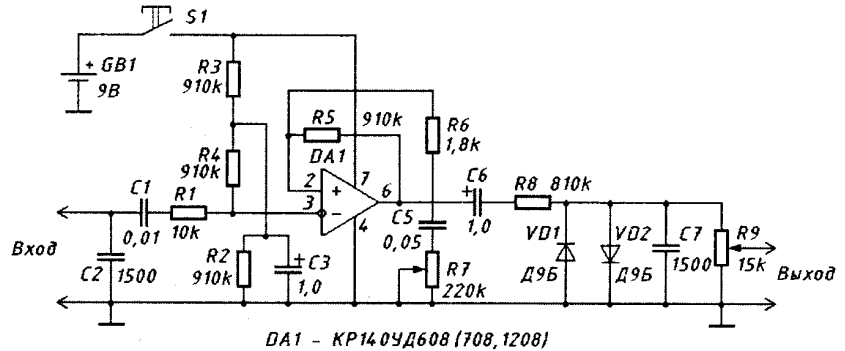 S1
+ GB1
9В
R3
910k
R4
910k
R5 910k
DA1
R6
1,8k
2
+
7
6
3
-
4
C1
0,01
R1
10k
Вход
C2
1500
R2
910k
+
C3
1,0
C5
0,05
R7
220k
C6
+
1,0
R8 810k
VD1
Д9Б
VD2
Д9Б
C7
1500
R9
15k
Выход
DA1 - КР140УД608 (708,1208)